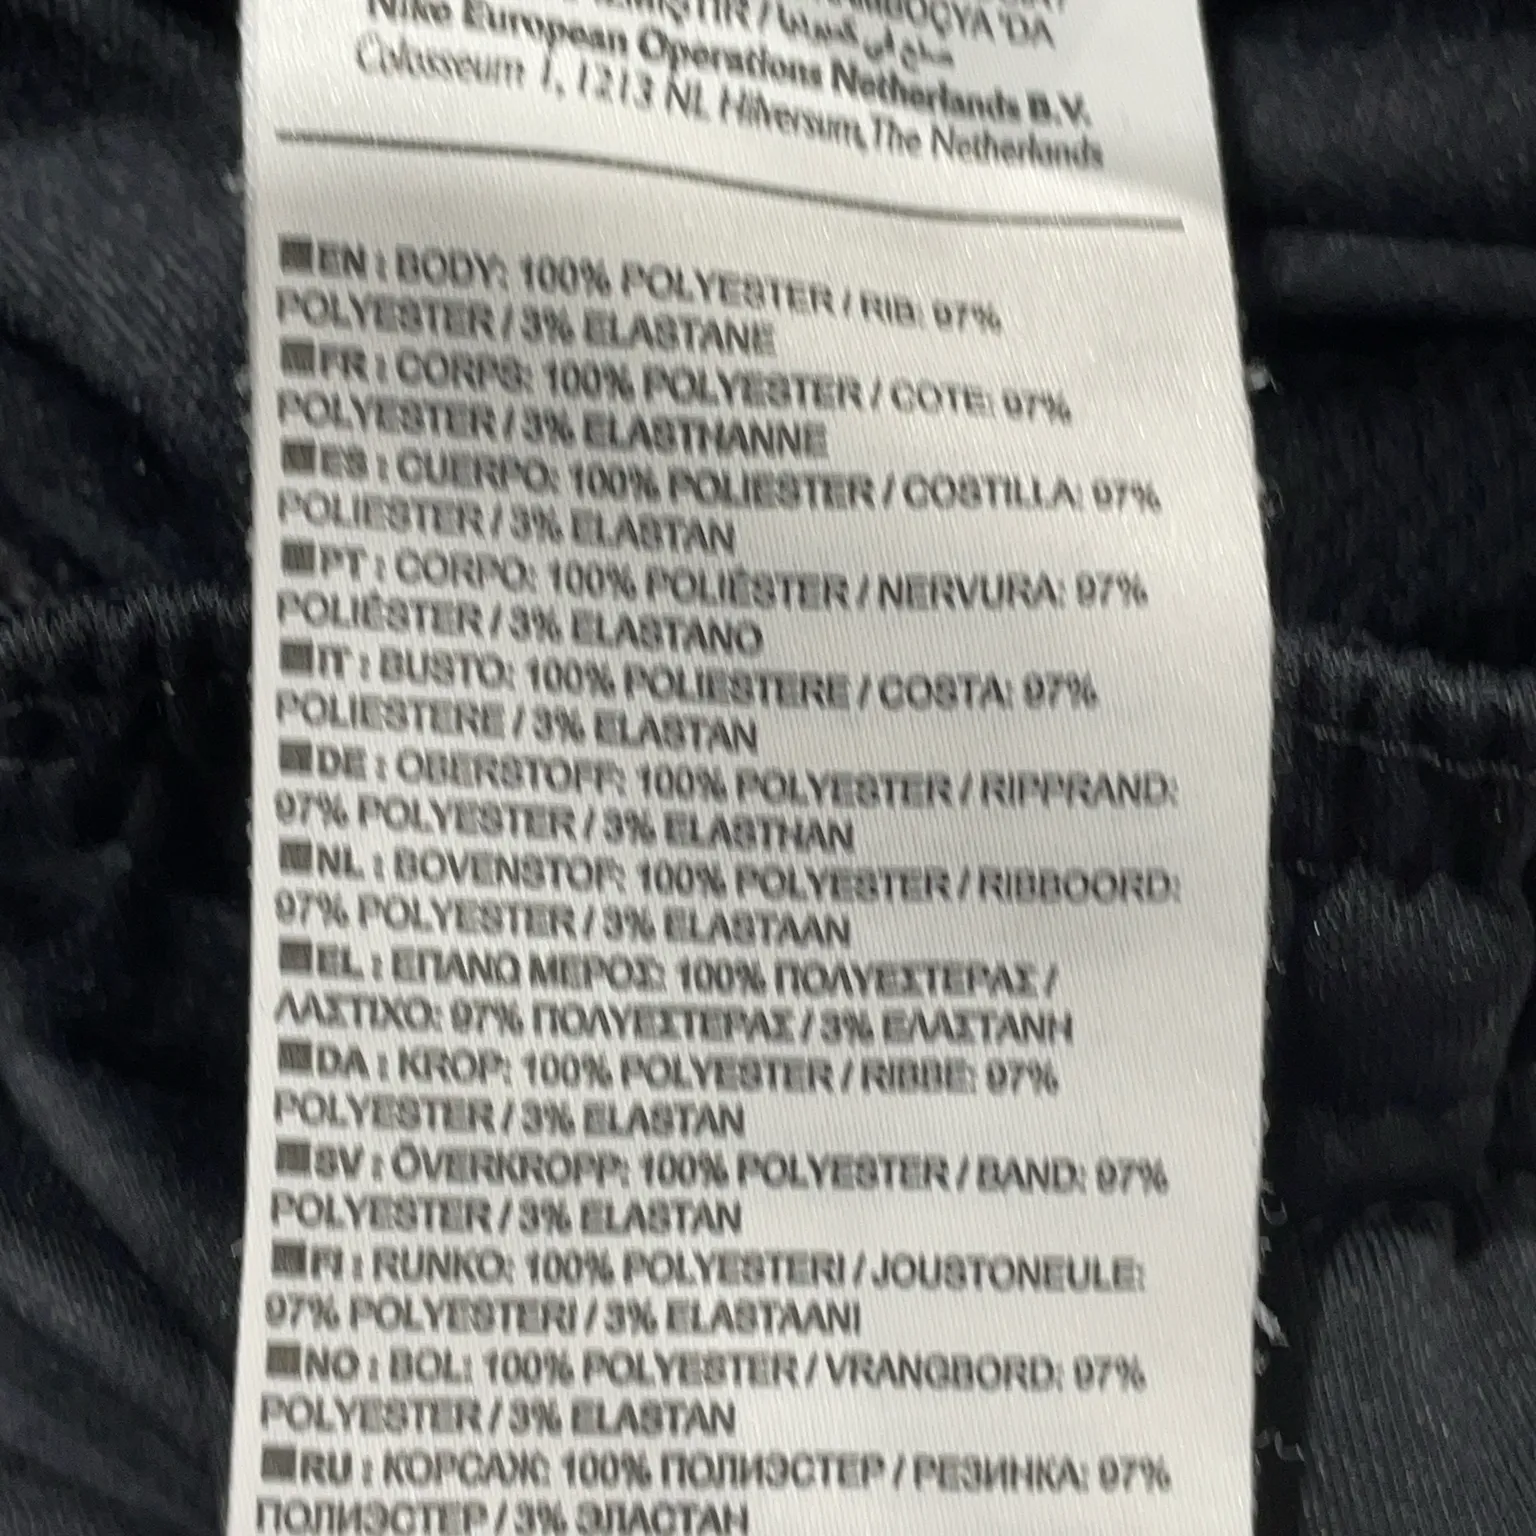 KAMBOÇYA 'DA
Nike European Operations Netherlands B.V.
Colosseum 1, 1213 NL Hilversum, The Netherlands
EN : BODY: 100% POLYESTER / RIB: 97%
POLYESTER / 3% ELASTANE
FR : CORPS: 100% POLYESTER / COTE: 97%
POLYESTER / 3% ELASTHANNE
ES : CUERPO: 100% POLIESTER / COSTILLA: 97%
POLIESTER / 3% ELASTAN
PT : CORPO: 100% POLIÉSTER / NERVURA: 97%
POLIÉSTER / 3% ELASTANO
IT : BUSTO: 100% POLIESTERE / COSTA: 97%
POLIESTERE / 3% ELASTAN
DE : OBERSTOFF: 100% POLYESTER / RIPPRAND:
97% POLYESTER / 3% ELASTHAN
NL : BOVENSTOF: 100% POLYESTER / RIBBOORD:
97% POLYESTER / 3% ELASTAAN
EL : ΕΠΑΝΩ ΜΕΡΟΣ: 100% ΠΟΛΥΕΣΤΕΡΑΣ /
ΛΑΣΤΙΧΟ: 97% ΠΟΛΥΕΣΤΕΡΑΣ / 3% ΕΛΑΣΤΑΝΗ
DA : KROP: 100% POLYESTER / RIBBE: 97%
POLYESTER / 3% ELASTAN
SV : ÖVERKROPP: 100% POLYESTER / BAND: 97%
POLYESTER / 3% ELASTAN
FI : RUNKO: 100% POLYESTERI / JOUSTONEULE:
97% POLYESTERI / 3% ELASTAANI
NO : BOL: 100% POLYESTER / VRANGBORD: 97%
POLYESTER / 3% ELASTAN
RU : КОРСАЖ: 100% ПОЛИЭСТЕР / РЕЗИНКА: 97%
ПОЛИЭСТЕР / 3% ЭЛАСТАН